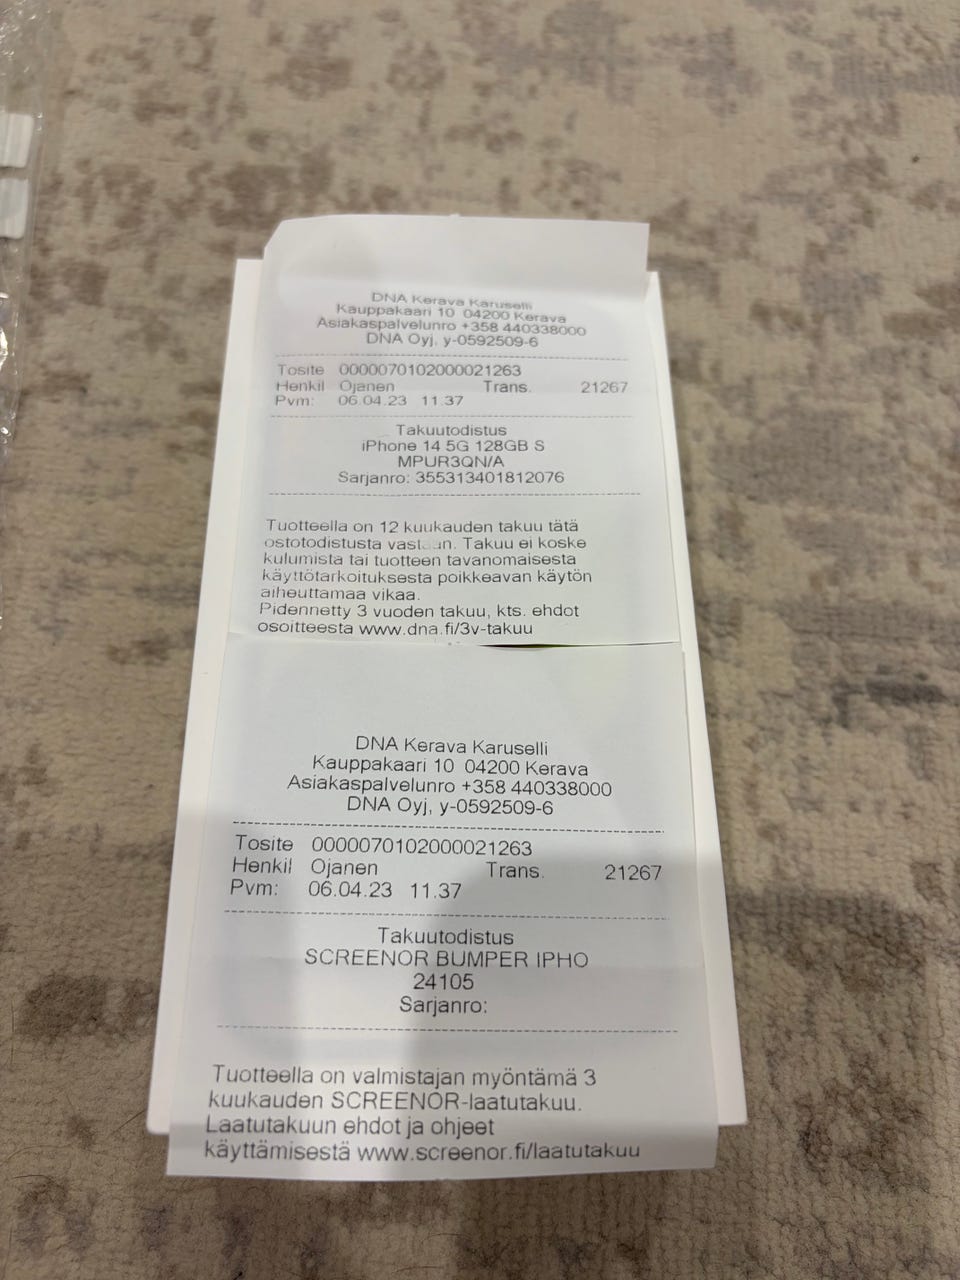 DNA Kerava Karuselli
Kauppakaari 10 04200 Kerava
Asiakaspalvelunro +358 440338000
DNA Oyj, y-0592509-6
Tosite 0000070102000021263
Henkil Ojanen Trans. 21267
Pvm: 06.04.23 11.37
Takuutodistus
iPhone 14 5G 128GB S
MPUR3QN/A
Sarjanro: 355313401812076
Tuotteella on 12 kuukauden takuu tätä
ostotodistusta vastaan. Takuu ei koske
kulumista tai tuotteen tavanomaisesta
käyttötarkoituksesta poikkeavan käytön
aiheuttamaa vikaa.
Pidennetty 3 vuoden takuu, kts. ehdot
osoitteesta www.dna.fi/3v-takuu
DNA Kerava Karuselli
Kauppakaari 10 04200 Kerava
Asiakaspalvelunro +358 440338000
DNA Oyj, y-0592509-6
Tosite 0000070102000021263
Henkil Ojanen Trans. 21267
Pvm: 06.04.23 11.37
Takuutodistus
SCREENOR BUMPER IPHO
24105
Sarjanro:
Tuotteella on valmistajan myöntämä 3
kuukauden SCREENOR-laatutakuu.
Laatutakuun ehdot ja ohjeet
käyttämisestä www.screenor.fi/laatutakuu